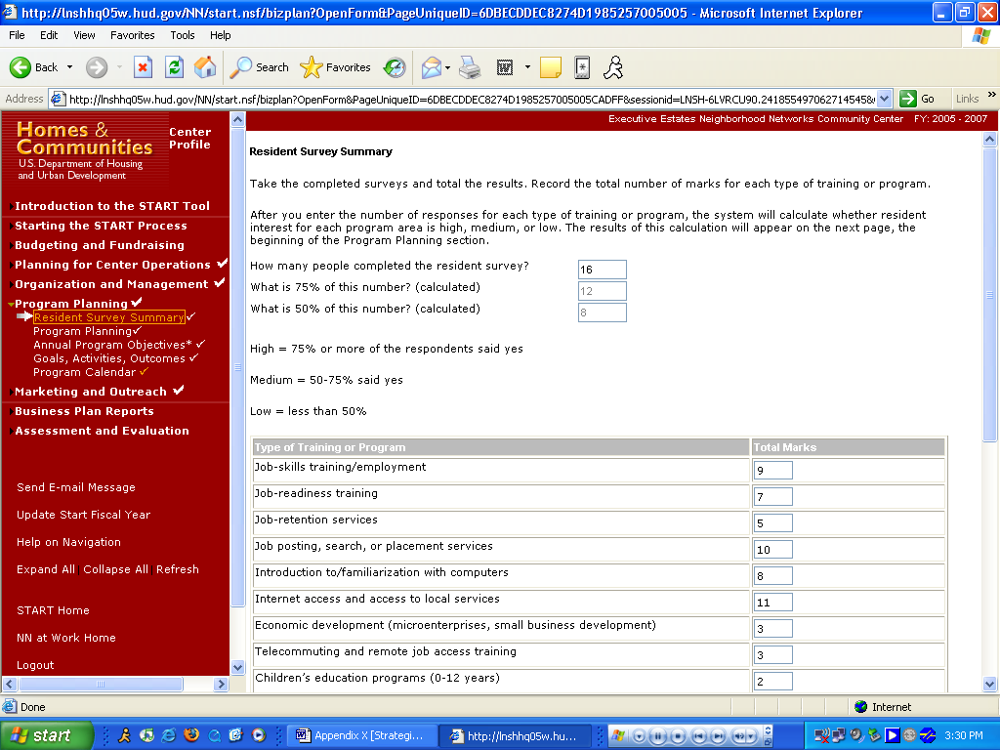 http://lnshhq05w.hud.gov/NN/start.nsf/bizplan?OpenForm&PageUniqueID=6DBECDDEC8274D1985257005005 - Microsoft Internet Explorer
File Edit View Favorites Tools Help
Back Search Favorites
Address http://lnshhq05w.hud.gov/NN/start.nsf/bizplan?OpenForm&PageUniqueID=6DBECDDEC8274D1985257005005CADFF&sessionid=LNSH-6LVRCU90.241855497062714545& Go Links »
Executive Estates Neighborhood Networks Community Center FY: 2005 - 2007
Homes &
Communities
U.S. Department of Housing
and Urban Development
Center
Profile
Introduction to the START Tool
Starting the START Process
Budgeting and Fundraising
Planning for Center Operations
Organization and Management
Program Planning
Resident Survey Summary
Program Planning
Annual Program Objectives*
Goals, Activities, Outcomes
Program Calendar
Marketing and Outreach
Business Plan Reports
Assessment and Evaluation
Send E-mail Message
Update Start Fiscal Year
Help on Navigation
Expand All Collapse All Refresh
START Home
NN at Work Home
Logout
Resident Survey Summary
Take the completed surveys and total the results. Record the total number of marks for each type of training or program.
After you enter the number of responses for each type of training or program, the system will calculate whether resident
interest for each program area is high, medium, or low. The results of this calculation will appear on the next page, the
beginning of the Program Planning section.
How many people completed the resident survey? 16
What is 75% of this number? (calculated) 12
What is 50% of this number? (calculated) 8
High = 75% or more of the respondents said yes
Medium = 50-75% said yes
Low = less than 50%
Type of Training or Program Total Marks
Job-skills training/employment 9
Job-readiness training 7
Job-retention services 5
Job posting, search, or placement services 10
Introduction to/familiarization with computers 8
Internet access and access to local services 11
Economic development (microenterprises, small business development) 3
Telecommuting and remote job access training 3
Children's education programs (0-12 years) 2
Done Internet
start Appendix X [Strategi... http://lnshhq05w.hu... 3:30 PM